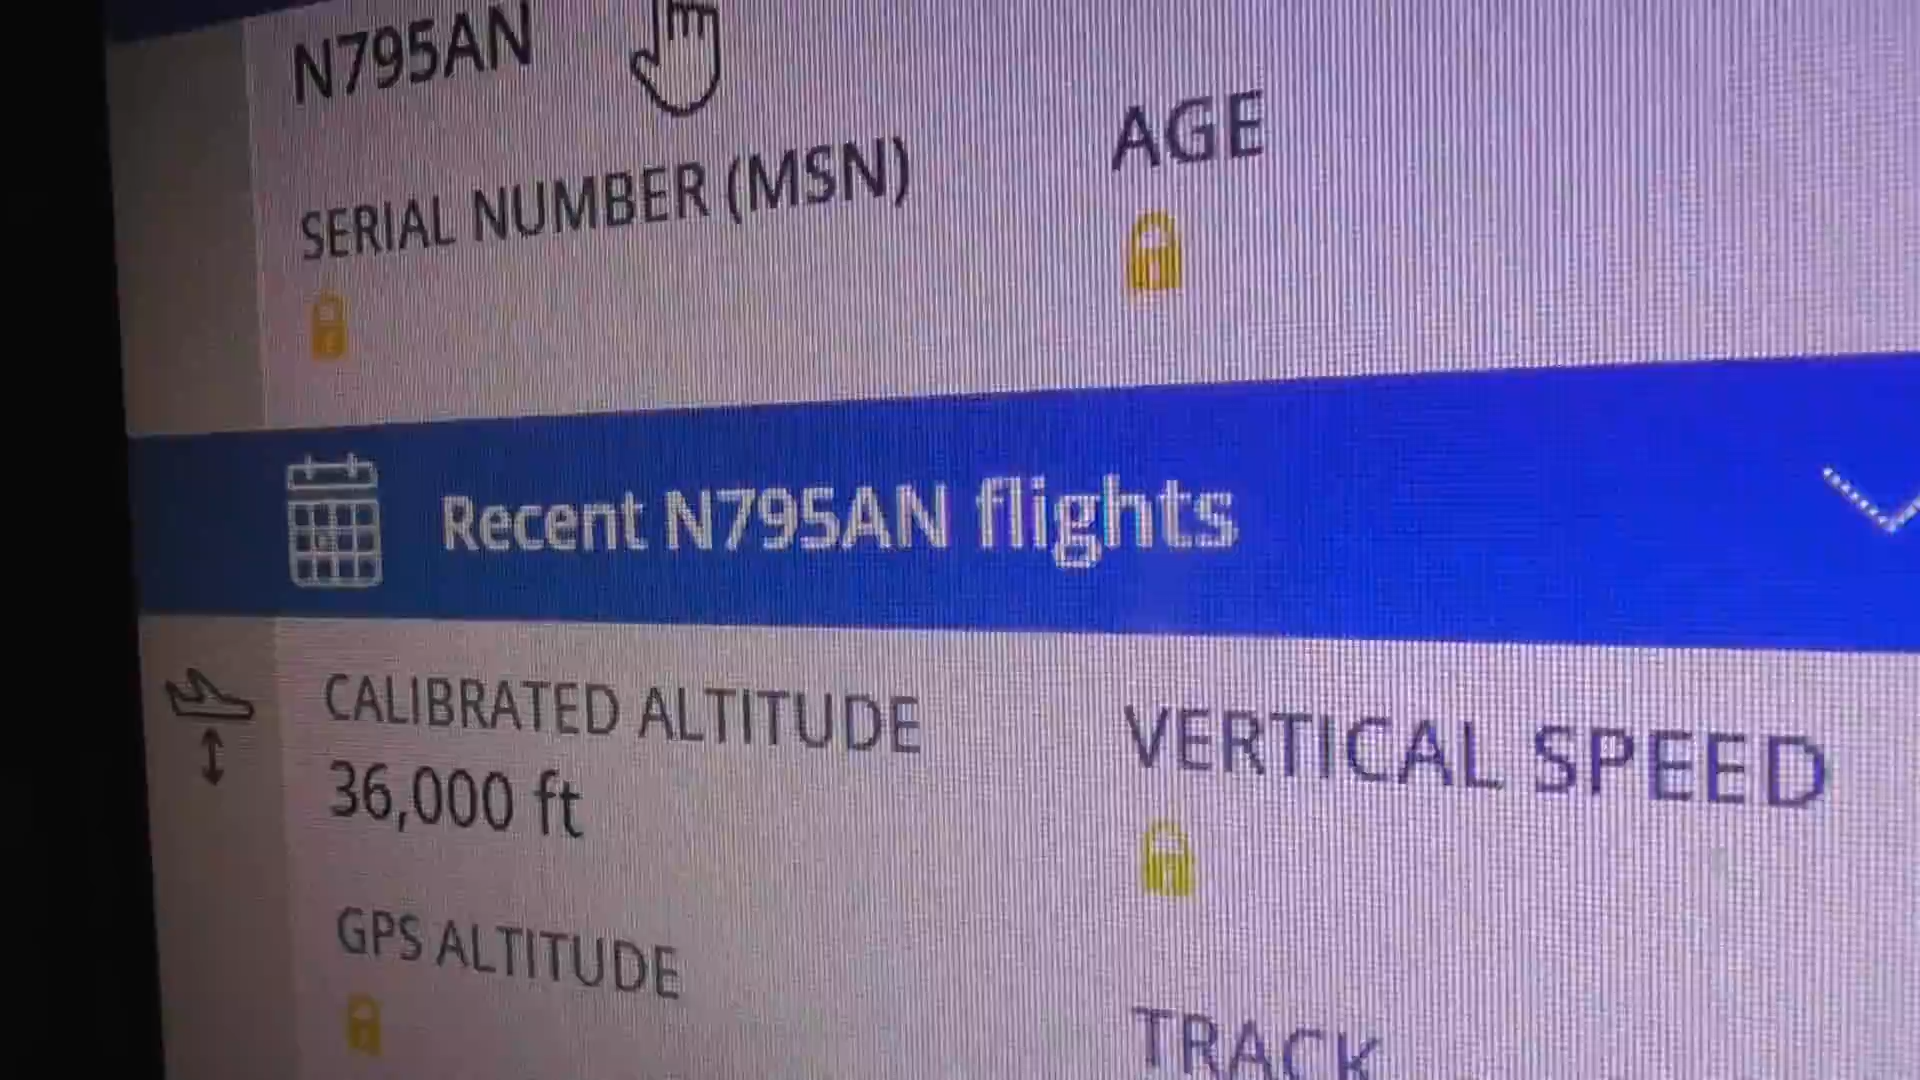 N795AN
SERIAL NUMBER (MSN)
AGE
Recent N795AN flights
CALIBRATED ALTITUDE
36,000 ft
VERTICAL SPEED
GPS ALTITUDE
TRACK